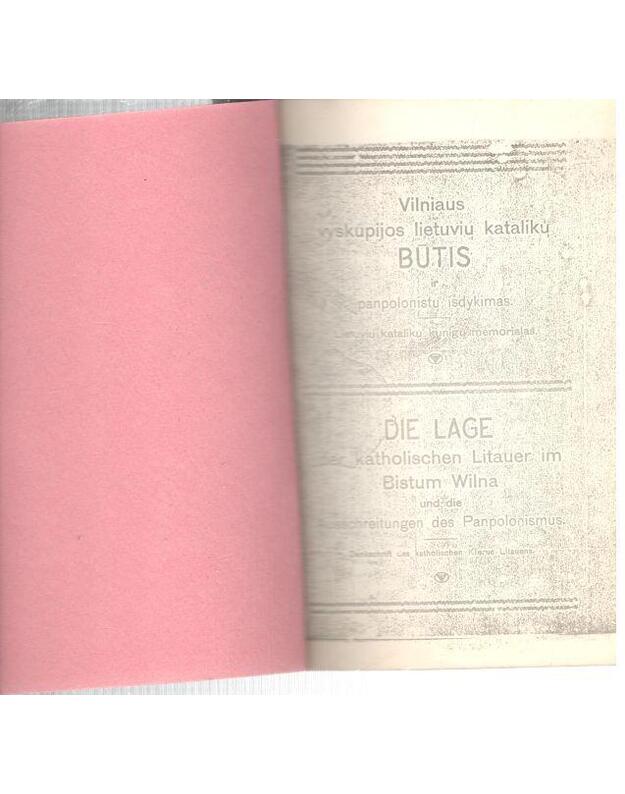 Vilniaus
vyskupijos lietuviu kataliku
BŪTIS
ir
panpolonistu isdykimas.
Lietuviu kataliku kunigu memorialas.
DIE LAGE
der katholischen Litauer im
Bistum Wilna
und die
Ausschreitungen des Panpolonismus.
Denkschrift des katholischen Klerus Litauens.